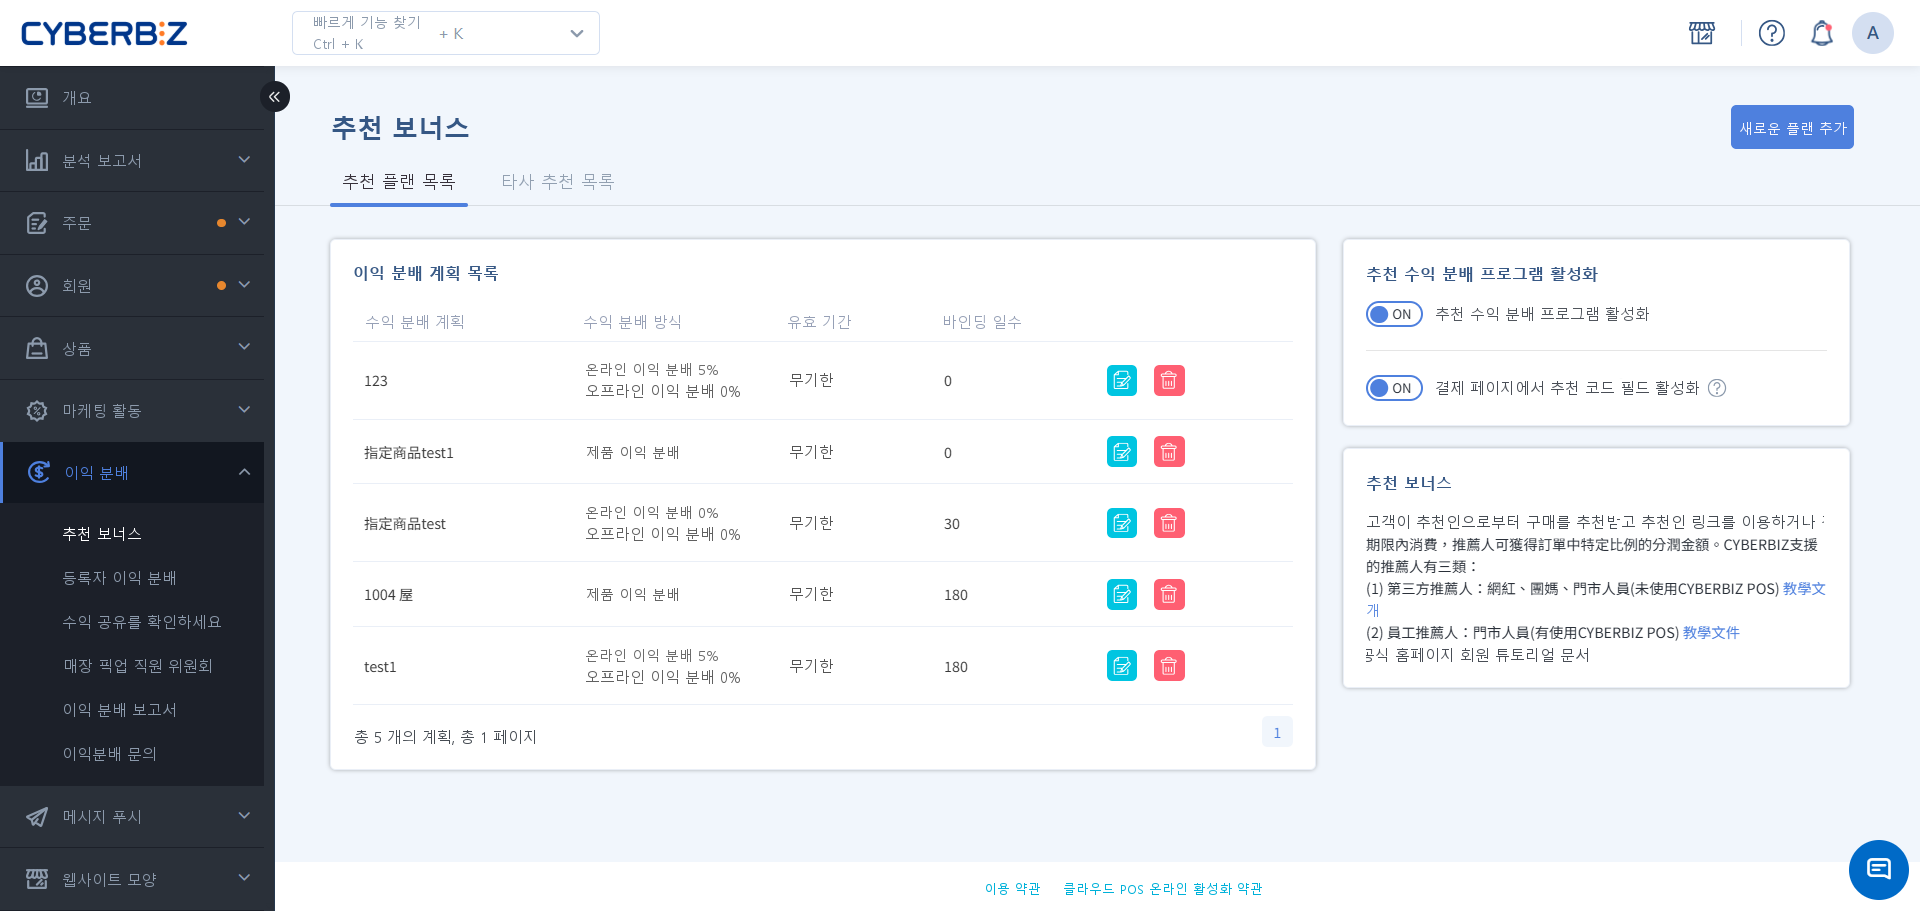 CYBERBIZ
빠르게 기능 찾기
Ctrl + K
+ K
A
개요
분석 보고서
주문
회원
상품
마케팅 활동
이익 분배
추천 보너스
등록자 이익 분배
수익 공유를 확인하세요
매장 픽업 직원 위원회
이익 분배 보고서
이익분배 문의
메시지 푸시
웹사이트 모양
추천 보너스
새로운 플랜 추가
추천 플랜 목록
타사 추천 목록
이익 분배 계획 목록
수익 분배 계획 수익 분배 방식 유효 기간 바인딩 일수
123 온라인 이익 분배 5% 무기한 0
오프라인 이익 분배 0%
指定商品test1 제품 이익 분배 무기한 0
指定商品test 온라인 이익 분배 0% 무기한 30
오프라인 이익 분배 0%
1004 屋 제품 이익 분배 무기한 180
test1 온라인 이익 분배 5% 무기한 180
오프라인 이익 분배 0%
총 5 개의 계획, 총 1 페이지
1
추천 수익 분배 프로그램 활성화
ON 추천 수익 분배 프로그램 활성화
ON 결제 페이지에서 추천 코드 필드 활성화
추천 보너스
고객이 추천인으로부터 구매를 추천받고 추천인 링크를 이용하거나
期限內消費，推薦人可獲得訂單中特定比例的分潤金額。CYBERBIZ支援
的推薦人有三類：
(1) 第三方推薦人：網紅、團媽、門市人員(未使用CYBERBIZ POS) 教學文
개
(2) 員工推薦人：門市人員(有使用CYBERBIZ POS) 教學文件
공식 홈페이지 회원 튜토리얼 문서
이용 약관 클라우드 POS 온라인 활성화 약관